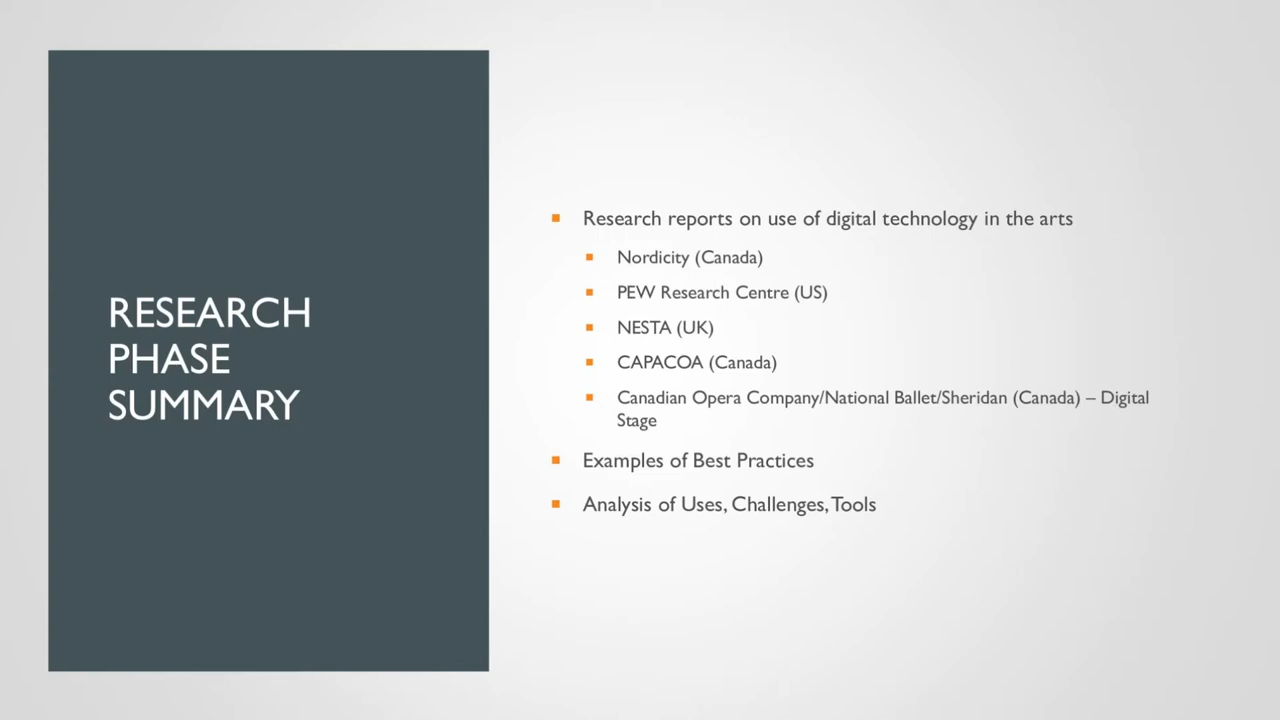 RESEARCH
PHASE
SUMMARY
Research reports on use of digital technology in the arts
Nordicity (Canada)
PEW Research Centre (US)
NESTA (UK)
CAPACOA (Canada)
Canadian Opera Company/National Ballet/Sheridan (Canada) – Digital
Stage
Examples of Best Practices
Analysis of Uses, Challenges, Tools